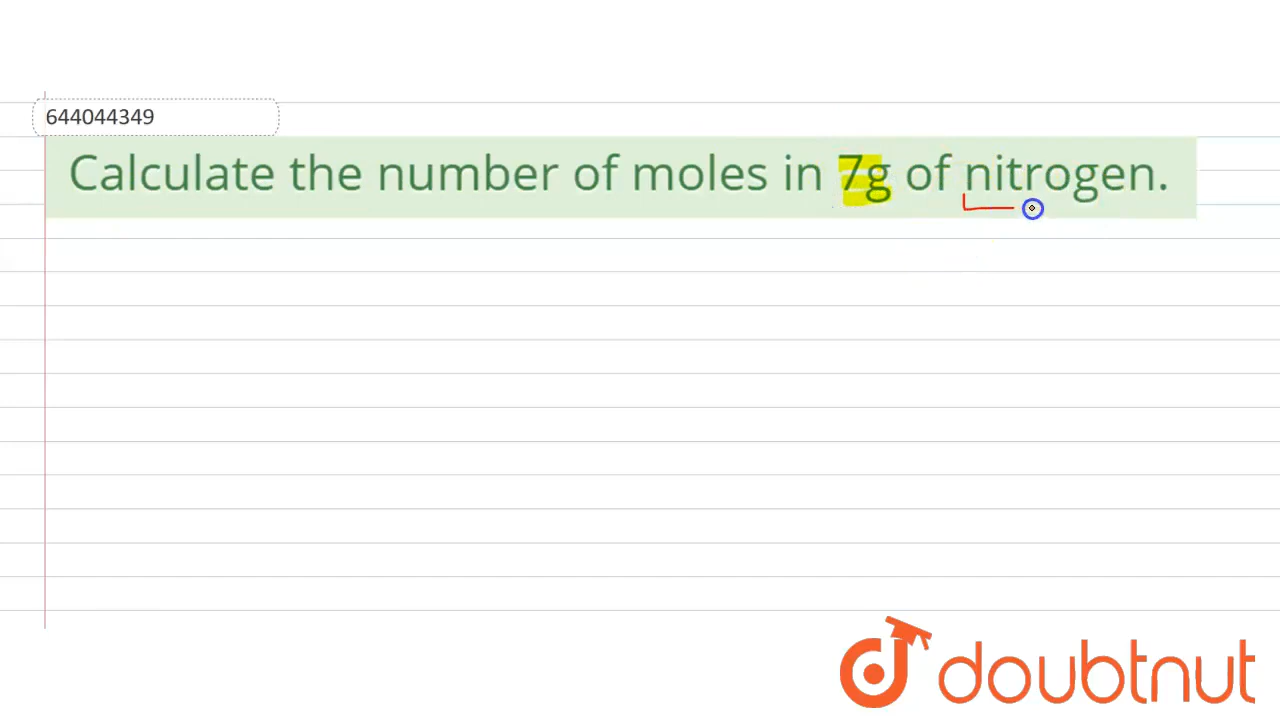 644044349
Calculate the number of moles in 7g of nitrogen.
doubtnut